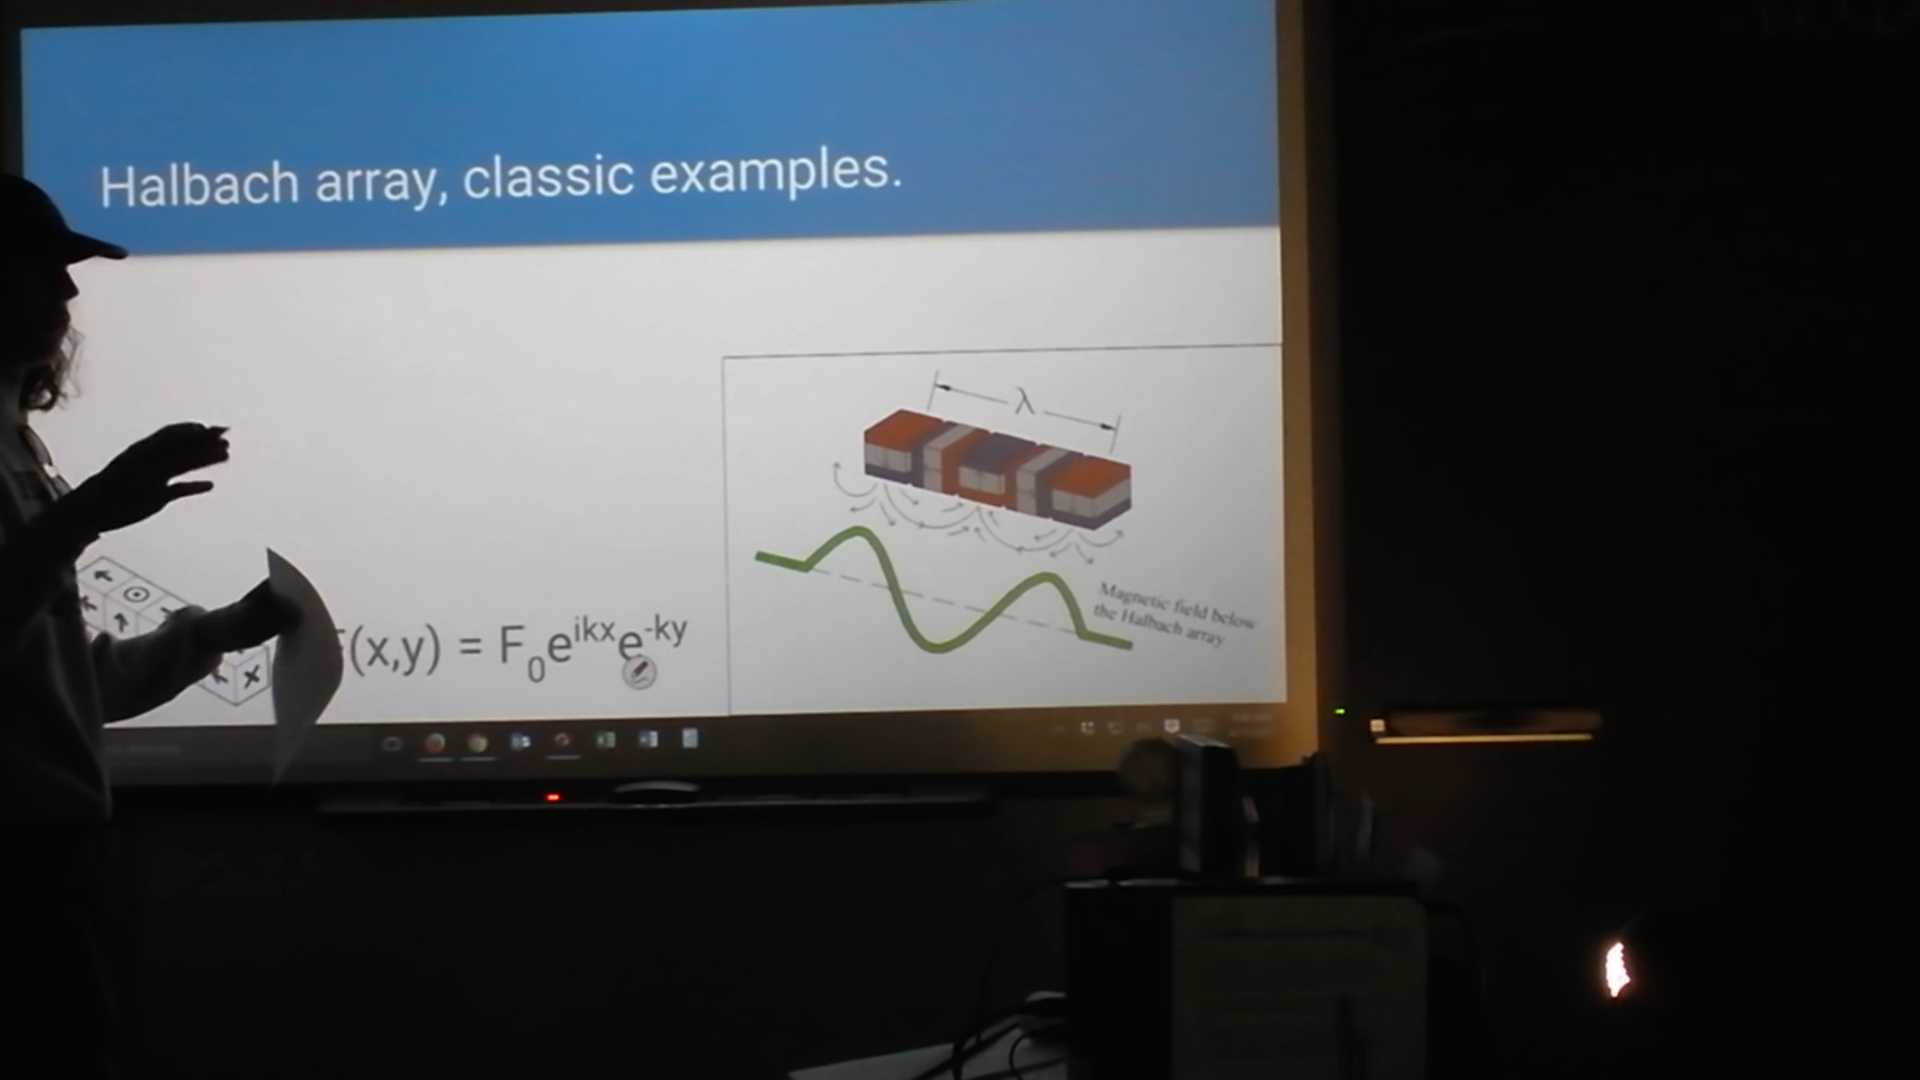 Halbach array, classic examples.
λ
(x,y) = F₀e^ikx e^-ky
Magnetic field below
the Halbach array